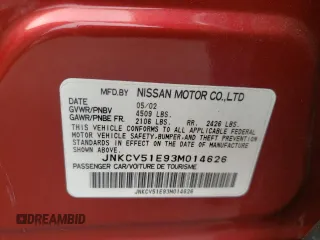 MFD.BY NISSAN MOTOR CO.,LTD
DATE 05/02
GVWR/PNBV 4509 LBS.
GAWR/PNBE FR. 2106 LBS. RR. 2426 LBS.
THIS VEHICLE CONFORMS TO ALL APPLICABLE
FEDERAL MOTOR VEHICLE SAFETY, BUMPER, AND THEFT
PREVENTION STANDARDS IN EFFECT ON THE DATE OF MANUFACTURE
SHOWN ABOVE.
JNKCV51E93M014626
PASSENGER CAR/VOITURE DE TOURISME
JNKCV51E93M014626
DREAMBID